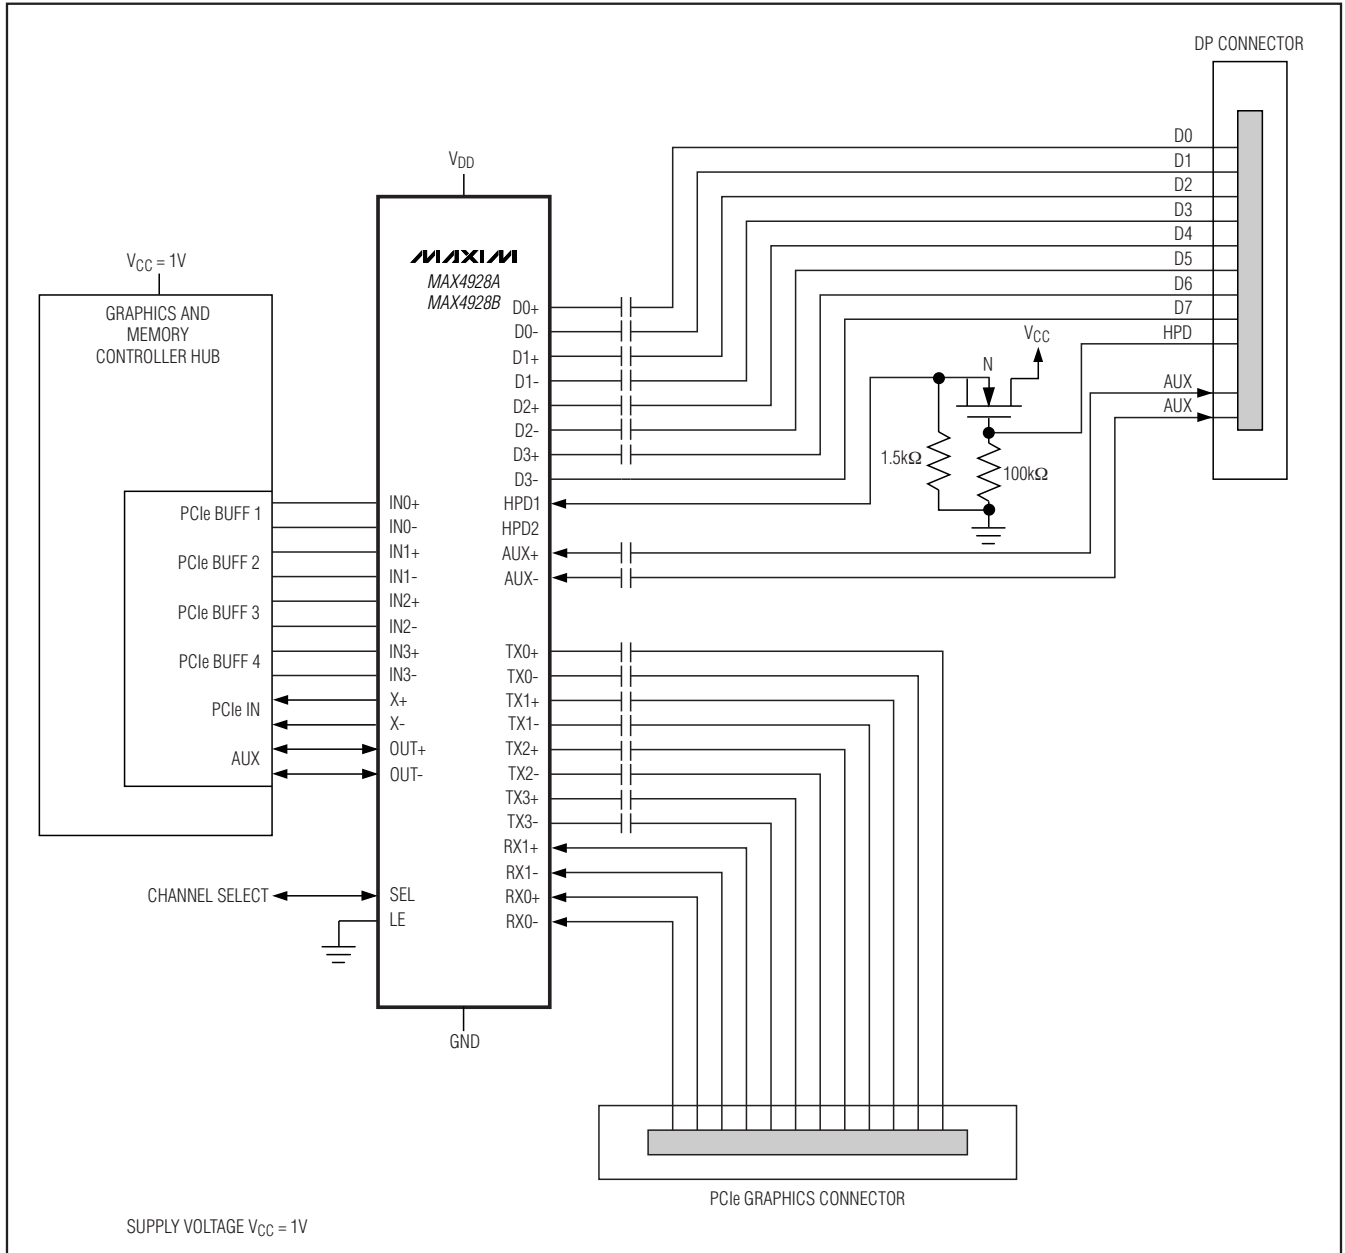 DP CONNECTOR
D0
D1
D2
D3
D4
D5
D6
D7
HPD
AUX
AUX
VDD
MAXIM
MAX4928A
MAX4928B
VCC = 1V
GRAPHICS AND
MEMORY
CONTROLLER HUB
PCIe BUFF 1
PCIe BUFF 2
PCIe BUFF 3
PCIe BUFF 4
PCIe IN
AUX
IN0+
IN0-
IN1+
IN1-
IN2+
IN2-
IN3+
IN3-
X+
X-
OUT+
OUT-
SEL
LE
CHANNEL SELECT
D0+
D0-
D1+
D1-
D2+
D2-
D3+
D3-
HPD1
HPD2
AUX+
AUX-
TX0+
TX0-
TX1+
TX1-
TX2+
TX2-
TX3+
TX3-
RX1+
RX1-
RX0+
RX0-
VCC
N
1.5kΩ
100kΩ
GND
PCIe GRAPHICS CONNECTOR
SUPPLY VOLTAGE VCC = 1V